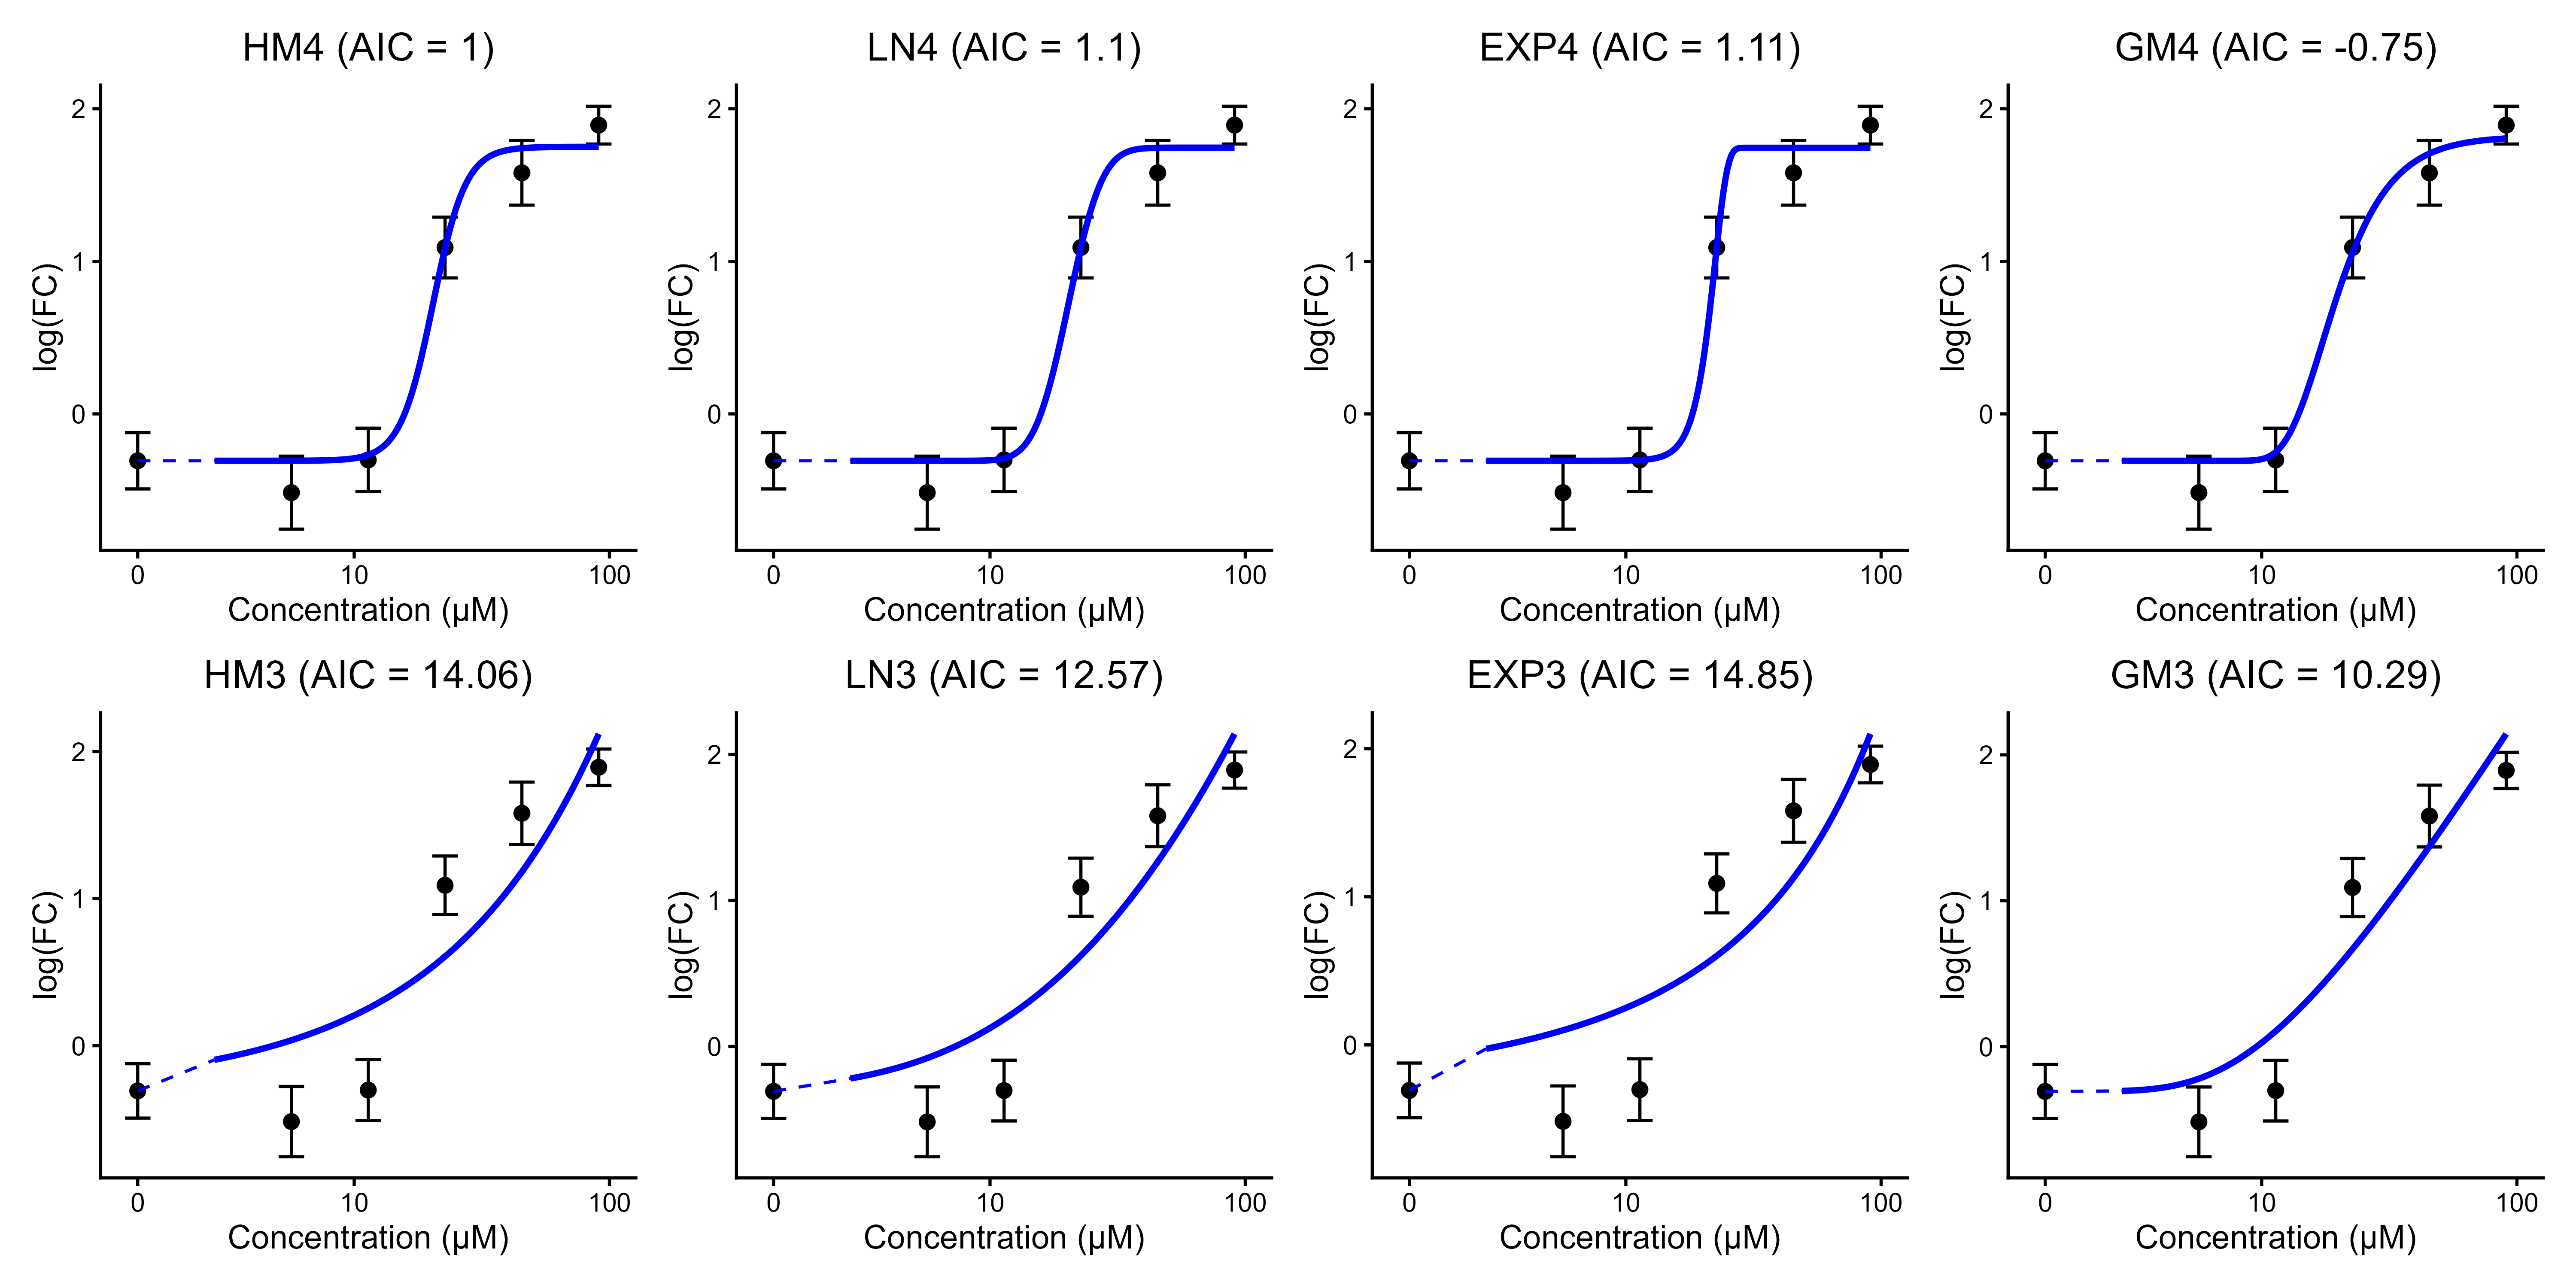 HM4 (AIC = 1)
2
1
0
log(FC)
0 10 100
Concentration (µM)
LN4 (AIC = 1.1)
2
1
0
log(FC)
0 10 100
Concentration (µM)
EXP4 (AIC = 1.11)
2
1
0
log(FC)
0 10 100
Concentration (µM)
GM4 (AIC = -0.75)
2
1
0
log(FC)
0 10 100
Concentration (µM)
HM3 (AIC = 14.06)
2
1
0
log(FC)
0 10 100
Concentration (µM)
LN3 (AIC = 12.57)
2
1
0
log(FC)
0 10 100
Concentration (µM)
EXP3 (AIC = 14.85)
2
1
0
log(FC)
0 10 100
Concentration (µM)
GM3 (AIC = 10.29)
2
1
0
log(FC)
0 10 100
Concentration (µM)